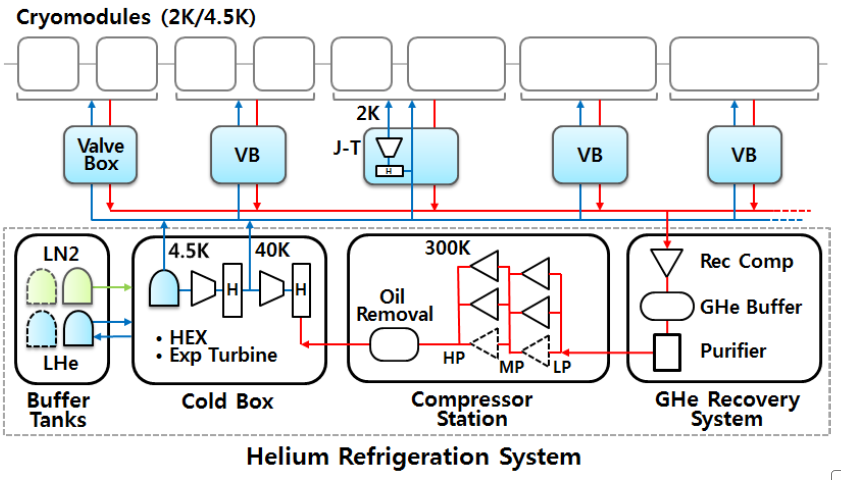 Cryomodules (2K/4.5K)
2K
Valve
Box
VB
J-T
H
VB
VB
LN2
LHe
4.5K
40K
H
H
• HEX
• Exp Turbine
300K
Oil
Removal
HP
MP
LP
Rec Comp
GHe Buffer
Purifier
Buffer
Tanks
Cold Box
Compressor
Station
GHe Recovery
System
Helium Refrigeration System